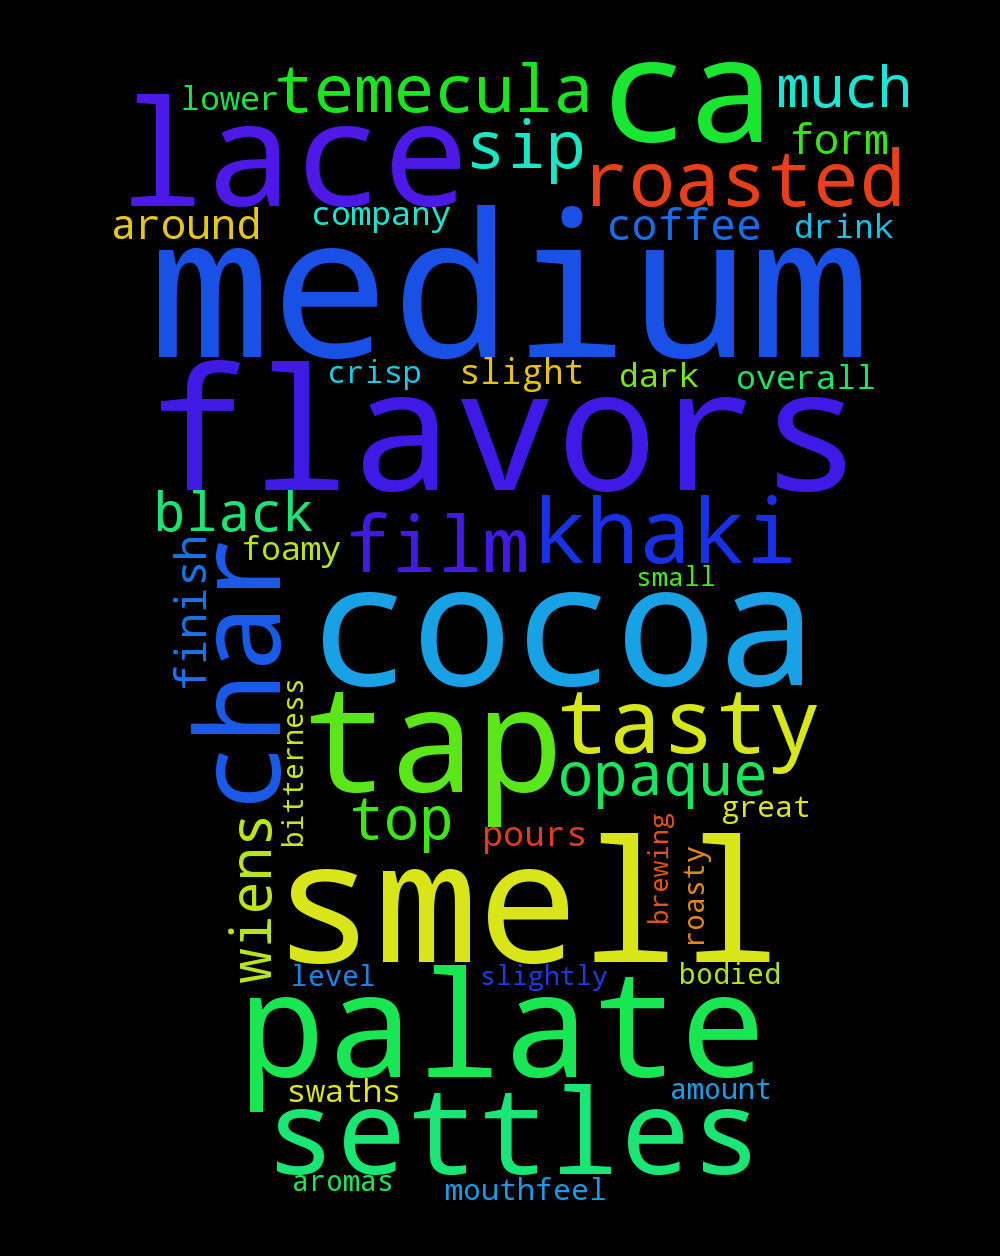 ca
temecula
much
lower
lace
sip
form
roasted
around
company
coffee
drink
medium
crisp
slight
dark
overall
flavors
black
film
khaki
foamy
finish
char
small
cocoa
bitterness
tap
tasty
opaque
top
pours
great
wiens
smell
brewing
roasty
level
slightly
bodied
palate
swaths
amount
settles
aromas
mouthfeel